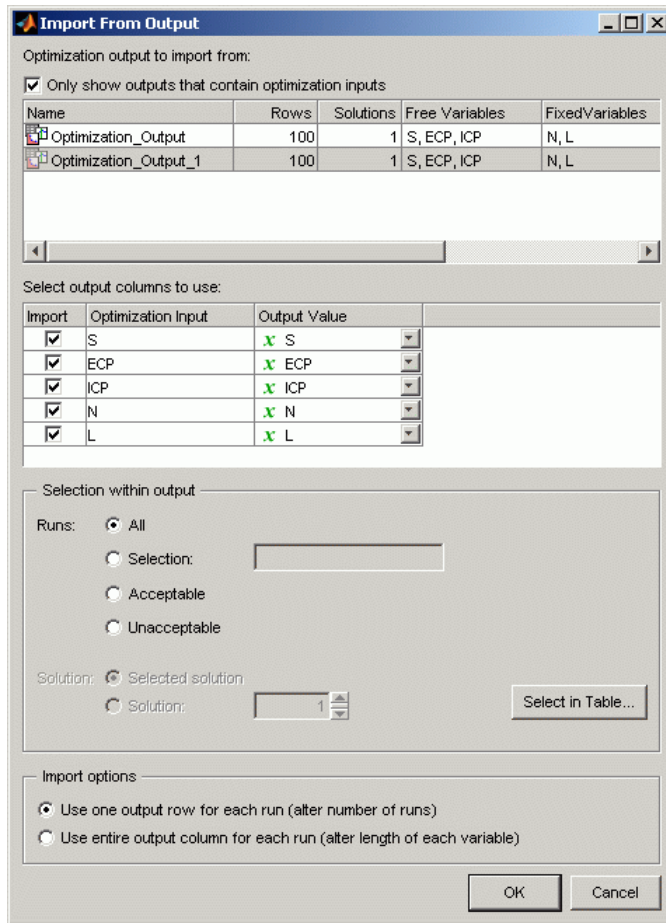 Import From Output
Optimization output to import from:
Only show outputs that contain optimization inputs
Name Rows Solutions Free Variables FixedVariables
Optimization_Output 100 1 S, ECP, ICP N, L
Optimization_Output_1 100 1 S, ECP, ICP N, L
Select output columns to use:
Import Optimization Input Output Value
S x S
ECP x ECP
ICP x ICP
N x N
L x L
Selection within output
Runs: All
Selection:
Acceptable
Unacceptable
Solution: Selected solution
Solution: 1 Select in Table...
Import options
Use one output row for each run (alter number of runs)
Use entire output column for each run (alter length of each variable)
OK Cancel